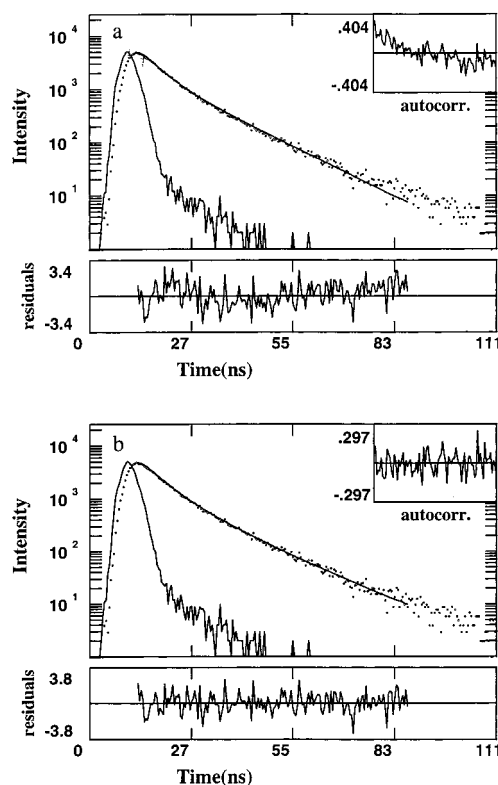 a
10⁴
10³
10²
10¹
Intensity
.404
-.404
autocorr.
3.4
-3.4
residuals
0 27 55 83 111
Time(ns)
b
10⁴
10³
10²
10¹
Intensity
.297
-.297
autocorr.
3.8
-3.8
residuals
0 27 55 83 111
Time(ns)